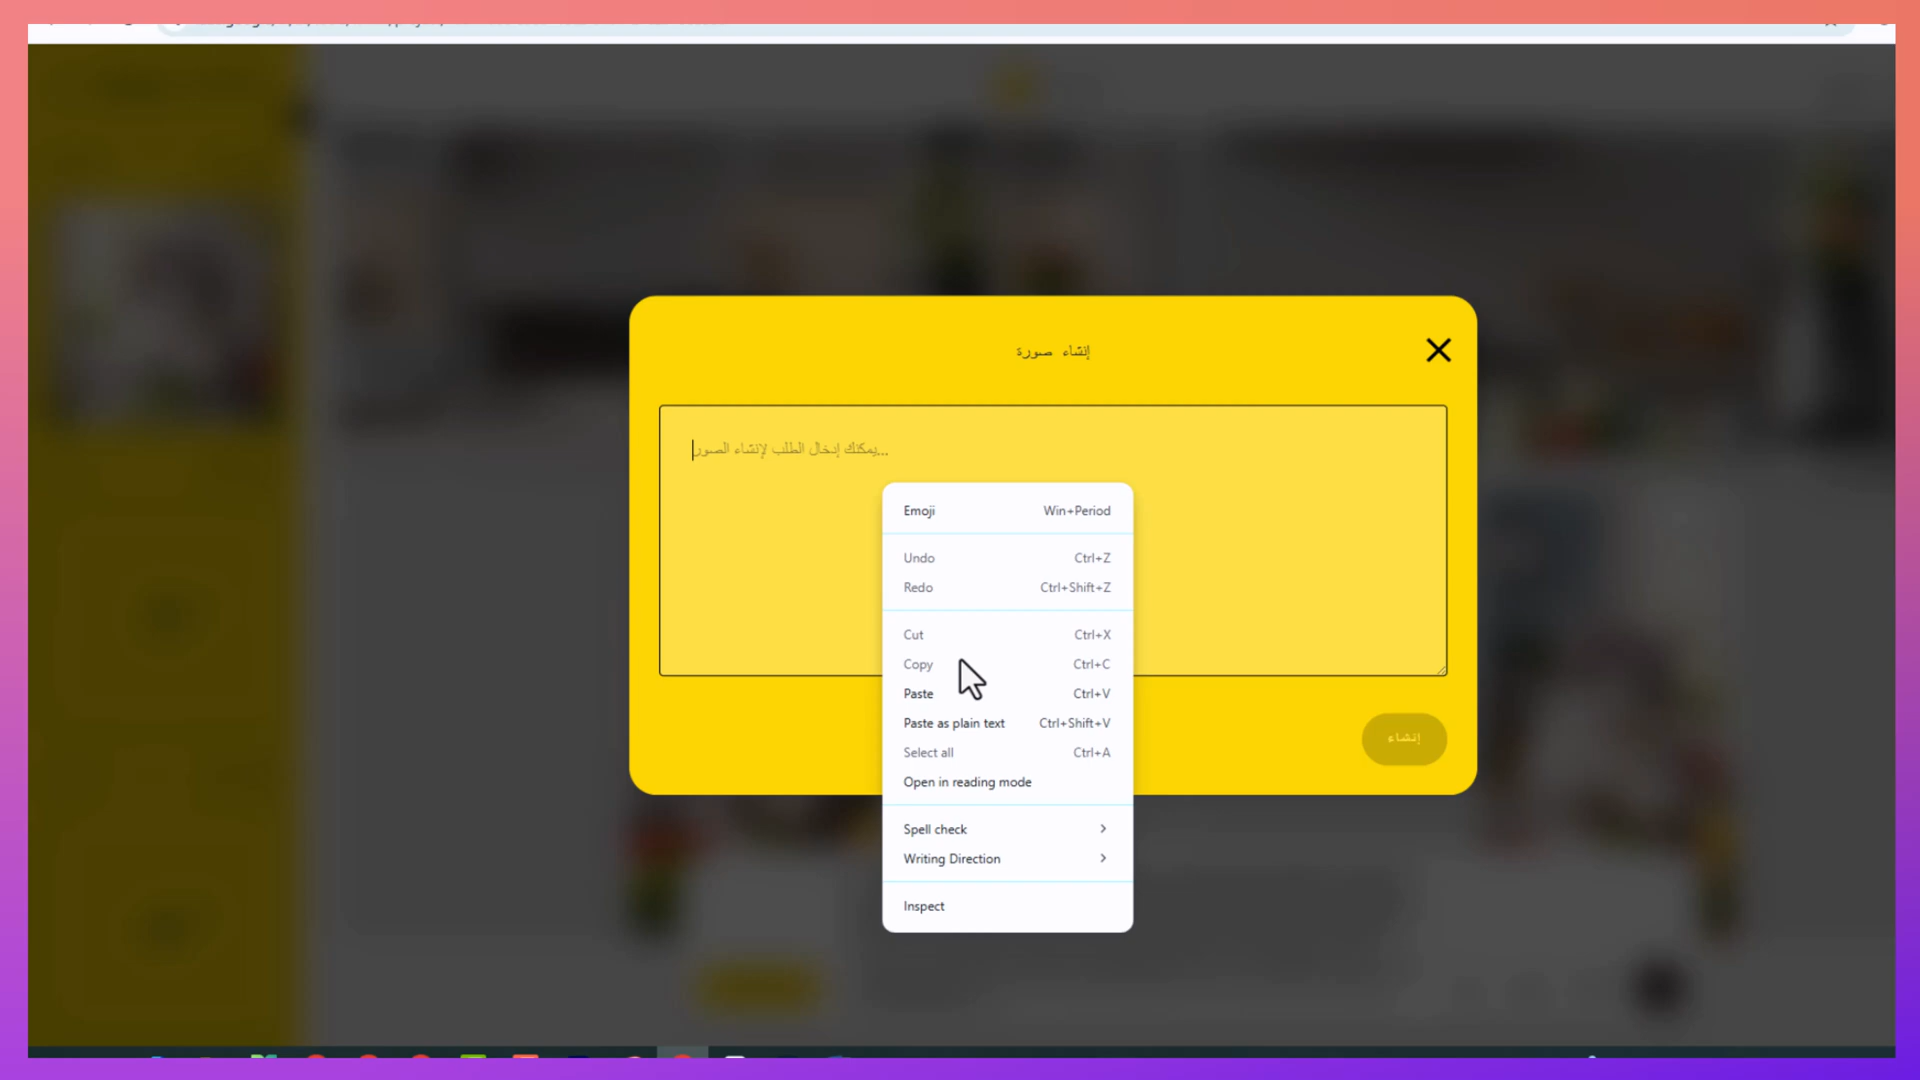 إنشاء صورة
يمكنك إدخال الطلب لإنشاء الصور...
Emoji Win+Period
Undo Ctrl+Z
Redo Ctrl+Shift+Z
Cut Ctrl+X
Copy Ctrl+C
Paste Ctrl+V
Paste as plain text Ctrl+Shift+V
Select all Ctrl+A
Open in reading mode
Spell check
Writing Direction
Inspect
إنشاء